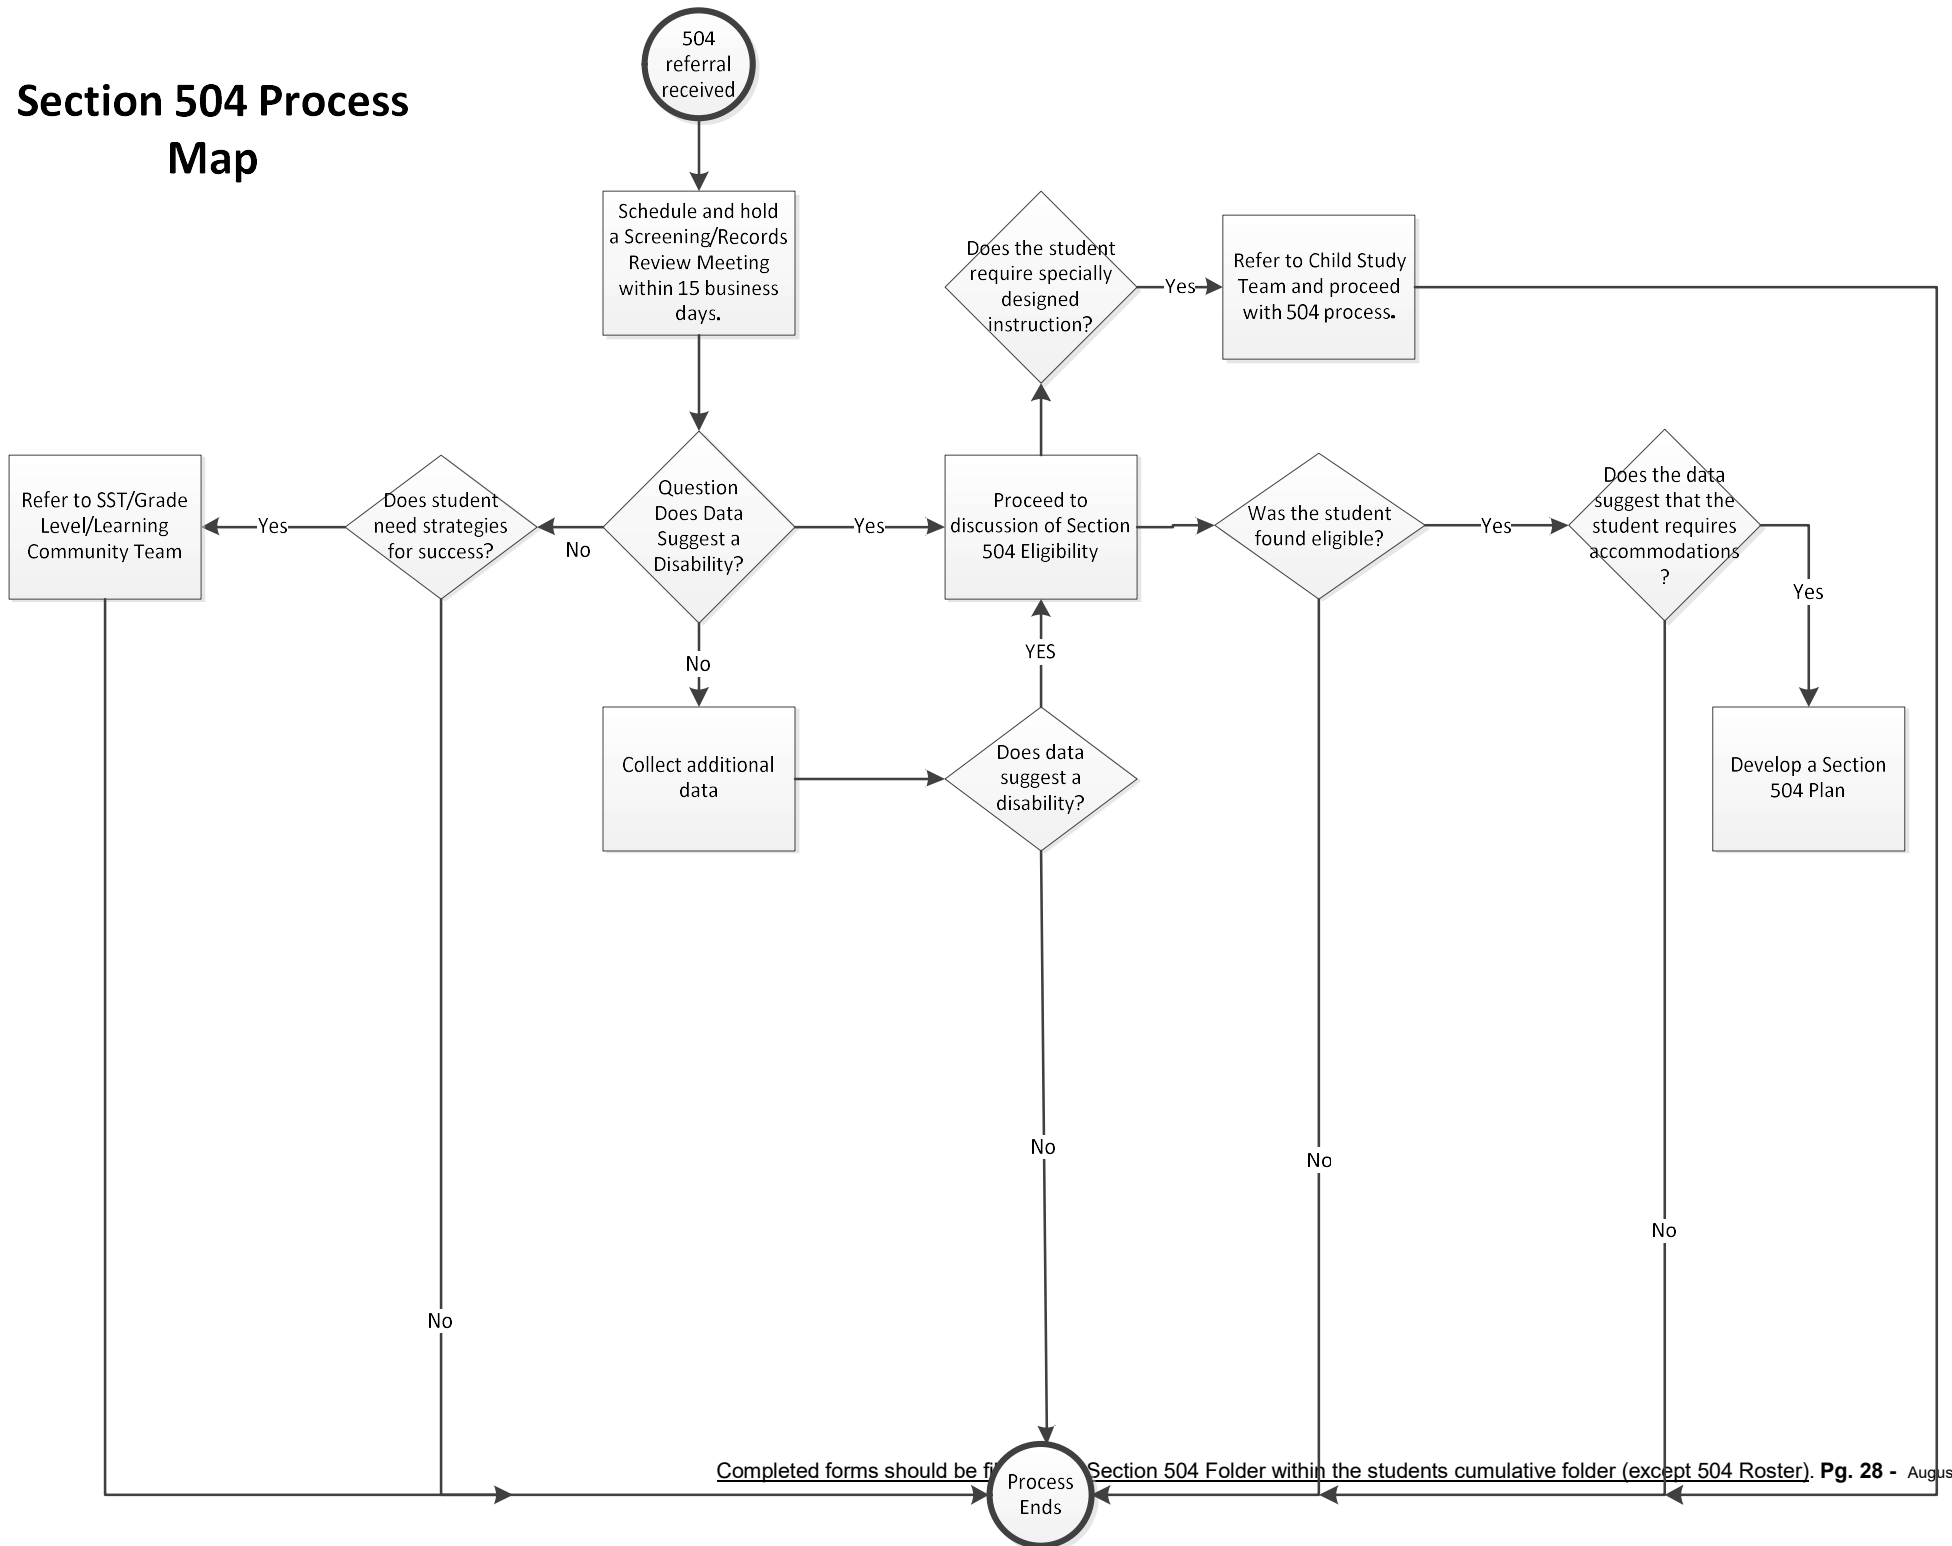 Section 504 Process
Map
504
referral
received
Schedule and hold
a Screening/Records
Review Meeting
within 15 business
days.
Does the student
require specially
designed
instruction?
Yes
Refer to Child Study
Team and proceed
with 504 process.
Refer to SST/Grade
Level/Learning
Community Team
Yes
Does student
need strategies
for success?
No
Question
Does Data
Suggest a
Disability?
Yes
Proceed to
discussion of Section
504 Eligibility
Was the student
found eligible?
Yes
Does the data
suggest that the
student requires
accommodations
?
Yes
No
YES
Collect additional
data
Does data
suggest a
disability?
Develop a Section
504 Plan
No
No
No
No
Completed forms should be Section 504 Folder within the students cumulative folder (except 504 Roster). Pg. 28 -
Process
Ends